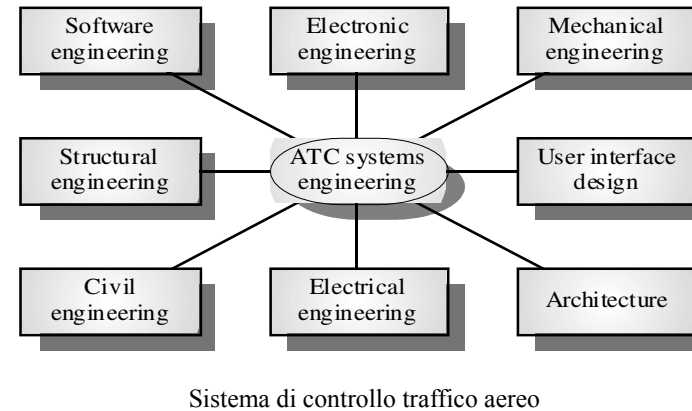 Software
engineering
Electronic
engineering
Mechanical
engineering
Structural
engineering
ATC systems
engineering
User interface
design
Civil
engineering
Electrical
engineering
Architecture
Sistema di controllo traffico aereo